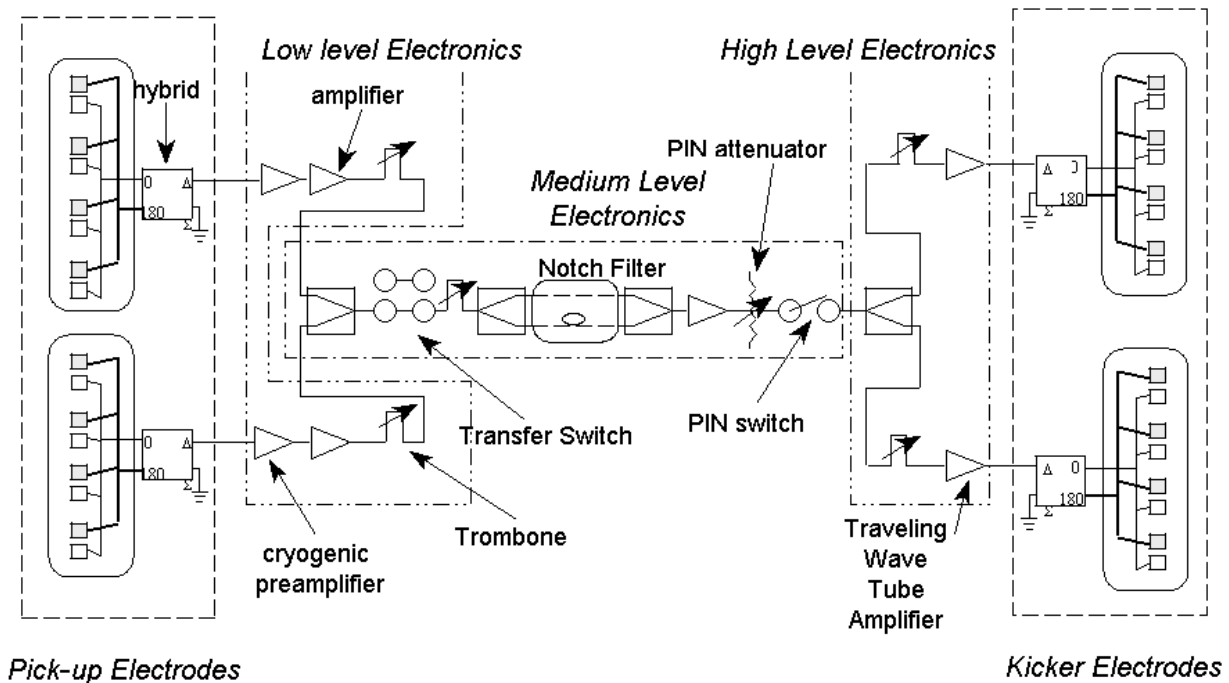 Low level Electronics
High Level Electronics
hybrid
amplifier
PIN attenuator
Medium Level
Electronics
Notch Filter
0
Δ
80
Σ
Δ
180
Σ
PIN switch
Transfer Switch
0
Δ
80
Σ
Δ
0
180
Σ
Trombone
cryogenic
preamplifier
Traveling
Wave
Tube
Amplifier
Pick-up Electrodes
Kicker Electrodes